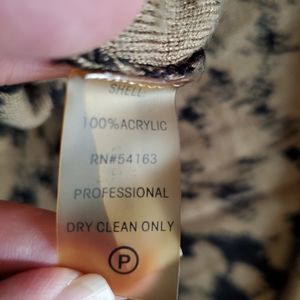 SHELL:
100% ACRYLIC
RN#54163
PROFESSIONAL
DRY CLEAN ONLY
P